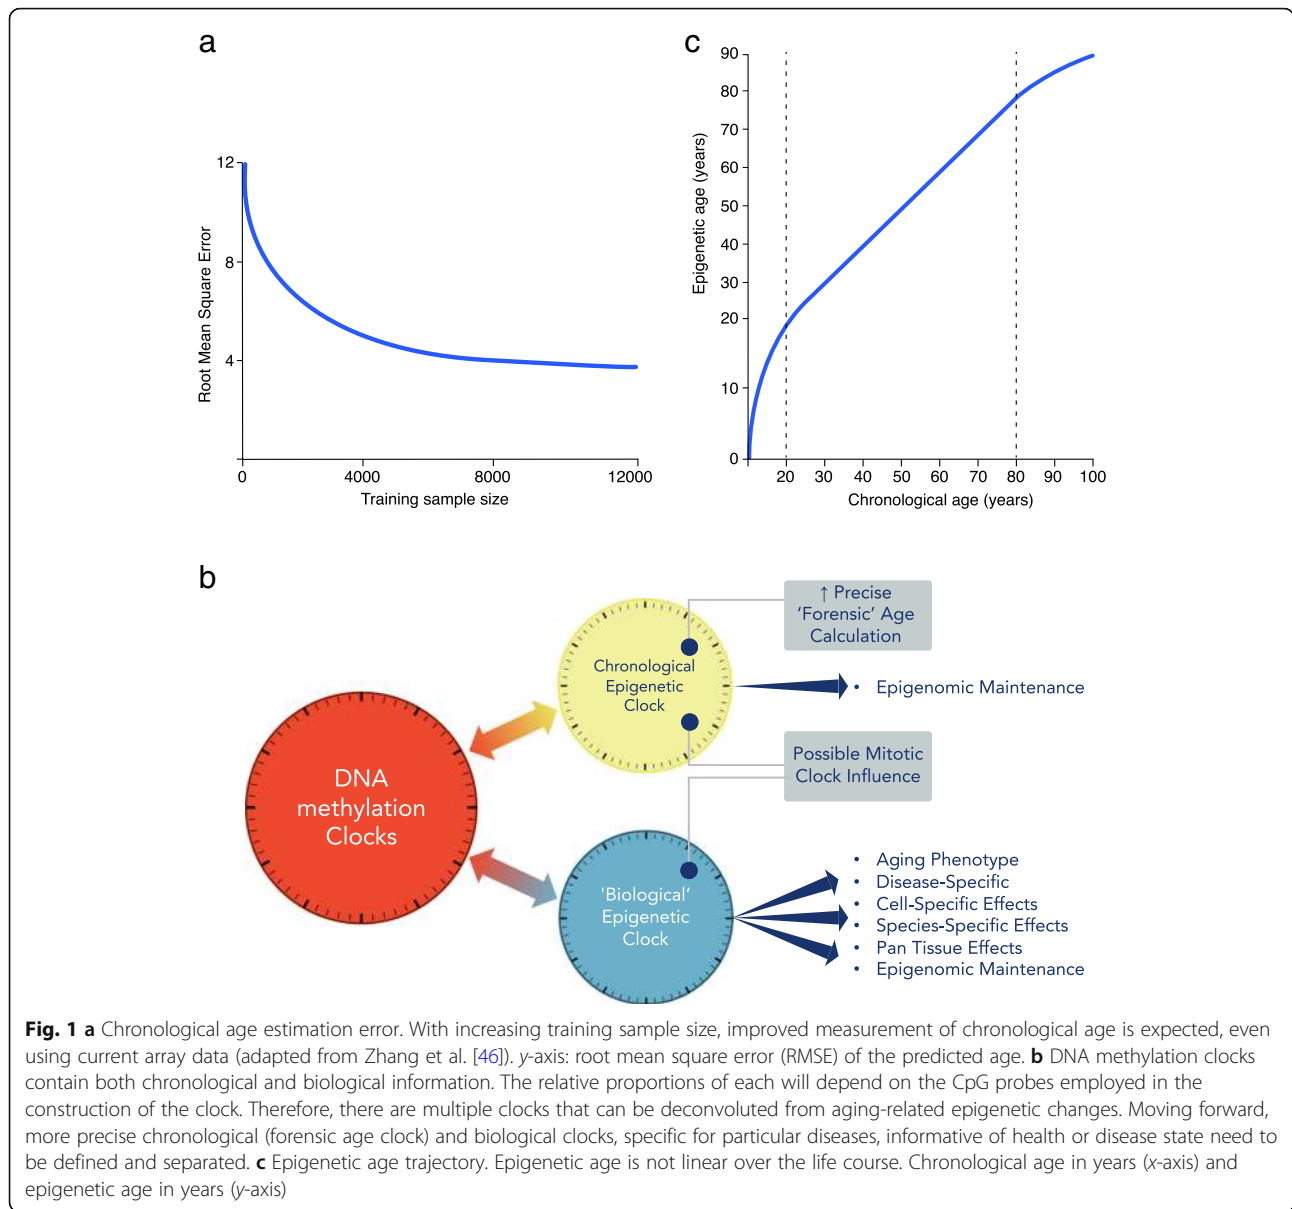 a
12
8
4
0
4000
8000
12000
Root Mean Square Error
Training sample size
c
90
80
70
60
50
40
30
20
10
0
20
30
40
50
60
70
80
90
100
Epigenetic age (years)
Chronological age (years)
b
DNA
methylation
Clocks
Chronological
Epigenetic
Clock
'Biological’
Epigenetic
Clock
↑ Precise
‘Forensic’ Age
Calculation
• Epigenomic Maintenance
Possible Mitotic
Clock Influence
• Aging Phenotype
• Disease-Specific
• Cell-Specific Effects
• Species-Specific Effects
• Pan Tissue Effects
• Epigenomic Maintenance
Fig. 1 a Chronological age estimation error. With increasing training sample size, improved measurement of chronological age is expected, even
using current array data (adapted from Zhang et al. [46]). y-axis: root mean square error (RMSE) of the predicted age. b DNA methylation clocks
contain both chronological and biological information. The relative proportions of each will depend on the CpG probes employed in the
construction of the clock. Therefore, there are multiple clocks that can be deconvoluted from aging-related epigenetic changes. Moving forward,
more precise chronological (forensic age clock) and biological clocks, specific for particular diseases, informative of health or disease state need to
be defined and separated. c Epigenetic age trajectory. Epigenetic age is not linear over the life course. Chronological age in years (x-axis) and
epigenetic age in years (y-axis)